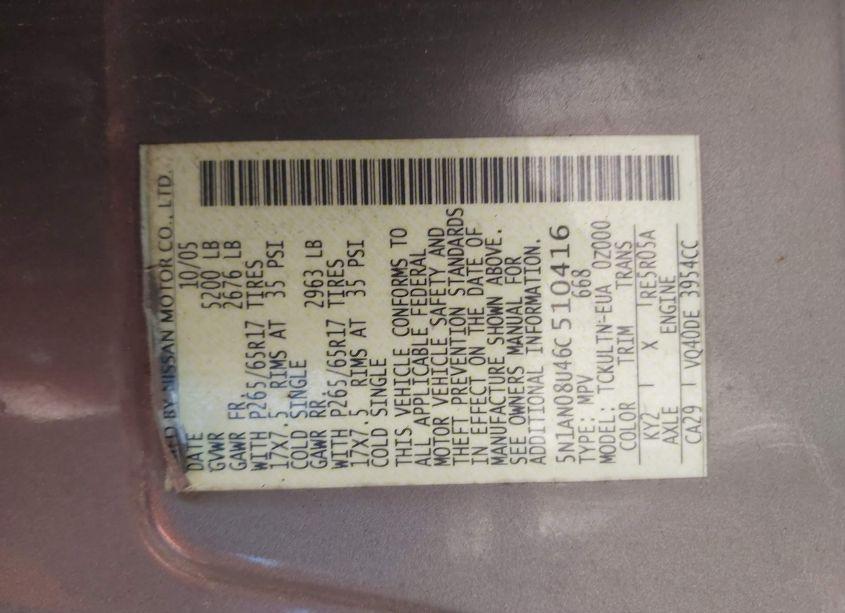 ED BY NISSAN MOTOR CO., LTD.
DATE 10/05
GVWR 5200 LB
GAWR FR. 2676 LB
WITH P265/65R17 TIRES
17X7.5 RIMS AT 35 PSI
COLD SINGLE
GAWR RR. 2963 LB
WITH P265/65R17 TIRES
17X7.5 RIMS AT 35 PSI
COLD SINGLE
THIS VEHICLE CONFORMS TO
ALL APPLICABLE FEDERAL
MOTOR VEHICLE SAFETY AND
THEFT PREVENTION STANDARDS
IN EFFECT ON THE DATE OF
MANUFACTURE SHOWN ABOVE.
SEE OWNERS MANUAL FOR
ADDITIONAL INFORMATION.
5N1AN08U46C510416
TYPE: MPV 668
MODEL: TCKULTN-EUA 0Z000
COLOR TRIM TRANS
KY2 X RE5R05A
AXLE ENGINE
CA29 VQ40DE 3954CC